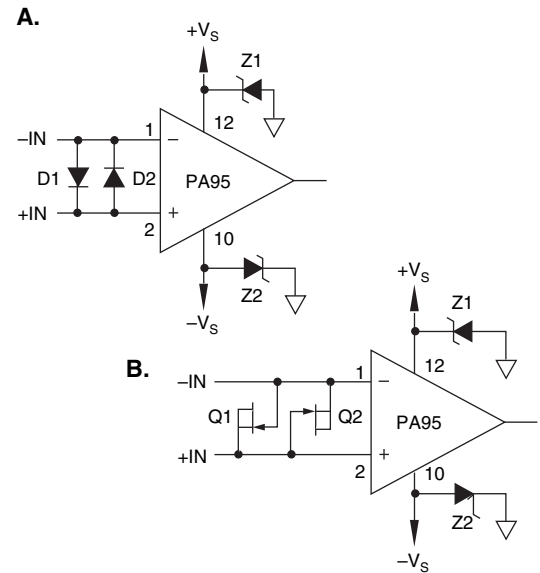 A.
+VS
Z1
12
–IN
1
–
D1
D2
PA95
+IN
+
2
10
Z2
–VS
B.
+VS
Z1
12
–IN
1
–
Q1
Q2
PA95
+IN
+
2
10
Z2
–VS